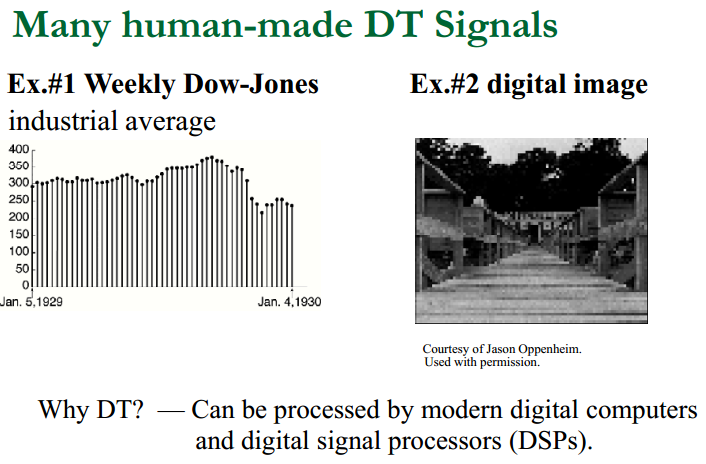 Many human-made DT Signals
Ex.#1 Weekly Dow-Jones
industrial average
Ex.#2 digital image
400
350
300
250
200
150
100
50
0
Jan. 5,1929
Jan. 4,1930
Courtesy of Jason Oppenheim.
Used with permission.
Why DT? — Can be processed by modern digital computers
and digital signal processors (DSPs).